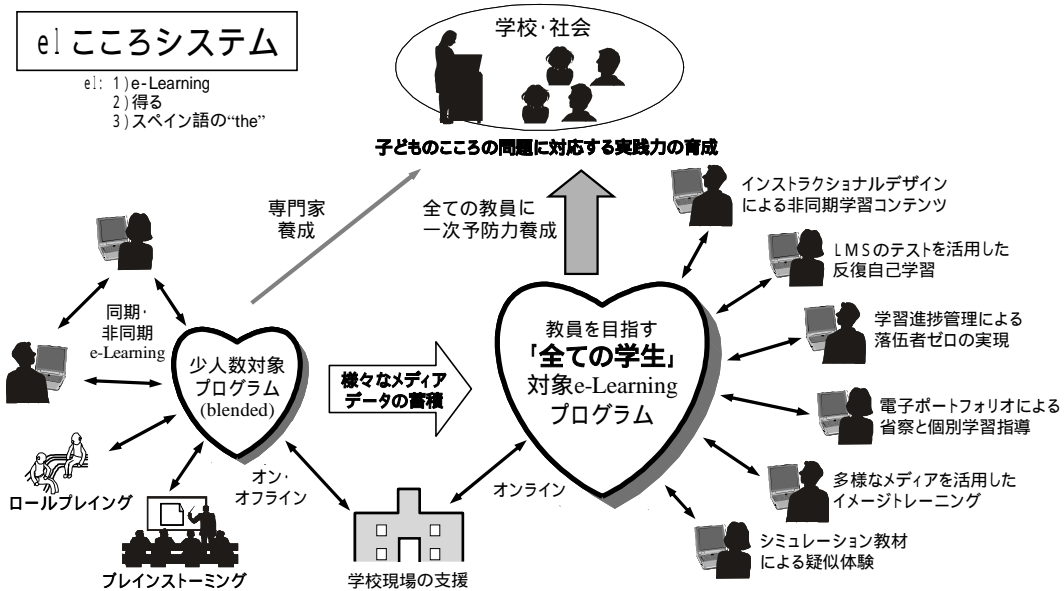 el こころシステム
el: 1)e-Learning
2)得る
3)スペイン語の“the”
学校・社会
子どものこころの問題に対応する実践力の育成
専門家
養成
全ての教員に
一次予防力養成
同期・
非同期
e-Learning
少人数対象
プログラム
(blended)
様々なメディア
データの蓄積
教員を目指す
「全ての学生」
対象e-Learning
プログラム
インストラクショナルデザイン
による非同期学習コンテンツ
LMSのテストを活用した
反復自己学習
学習進捗管理による
落伍者ゼロの実現
電子ポートフォリオによる
省察と個別学習指導
多様なメディアを活用した
イメージトレーニング
シミュレーション教材
による疑似体験
ロールプレイング
ブレインストーミング
オン・
オフライン
オンライン
学校現場の支援